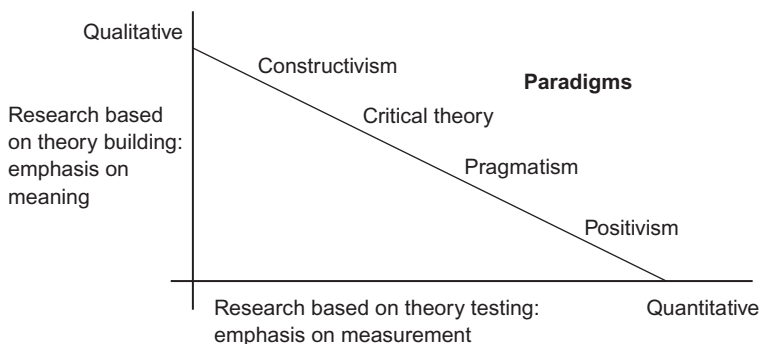 Qualitative
Constructivism
Paradigms
Research based
on theory building:
emphasis on
meaning
Critical theory
Pragmatism
Positivism
Research based on theory testing:
emphasis on measurement
Quantitative